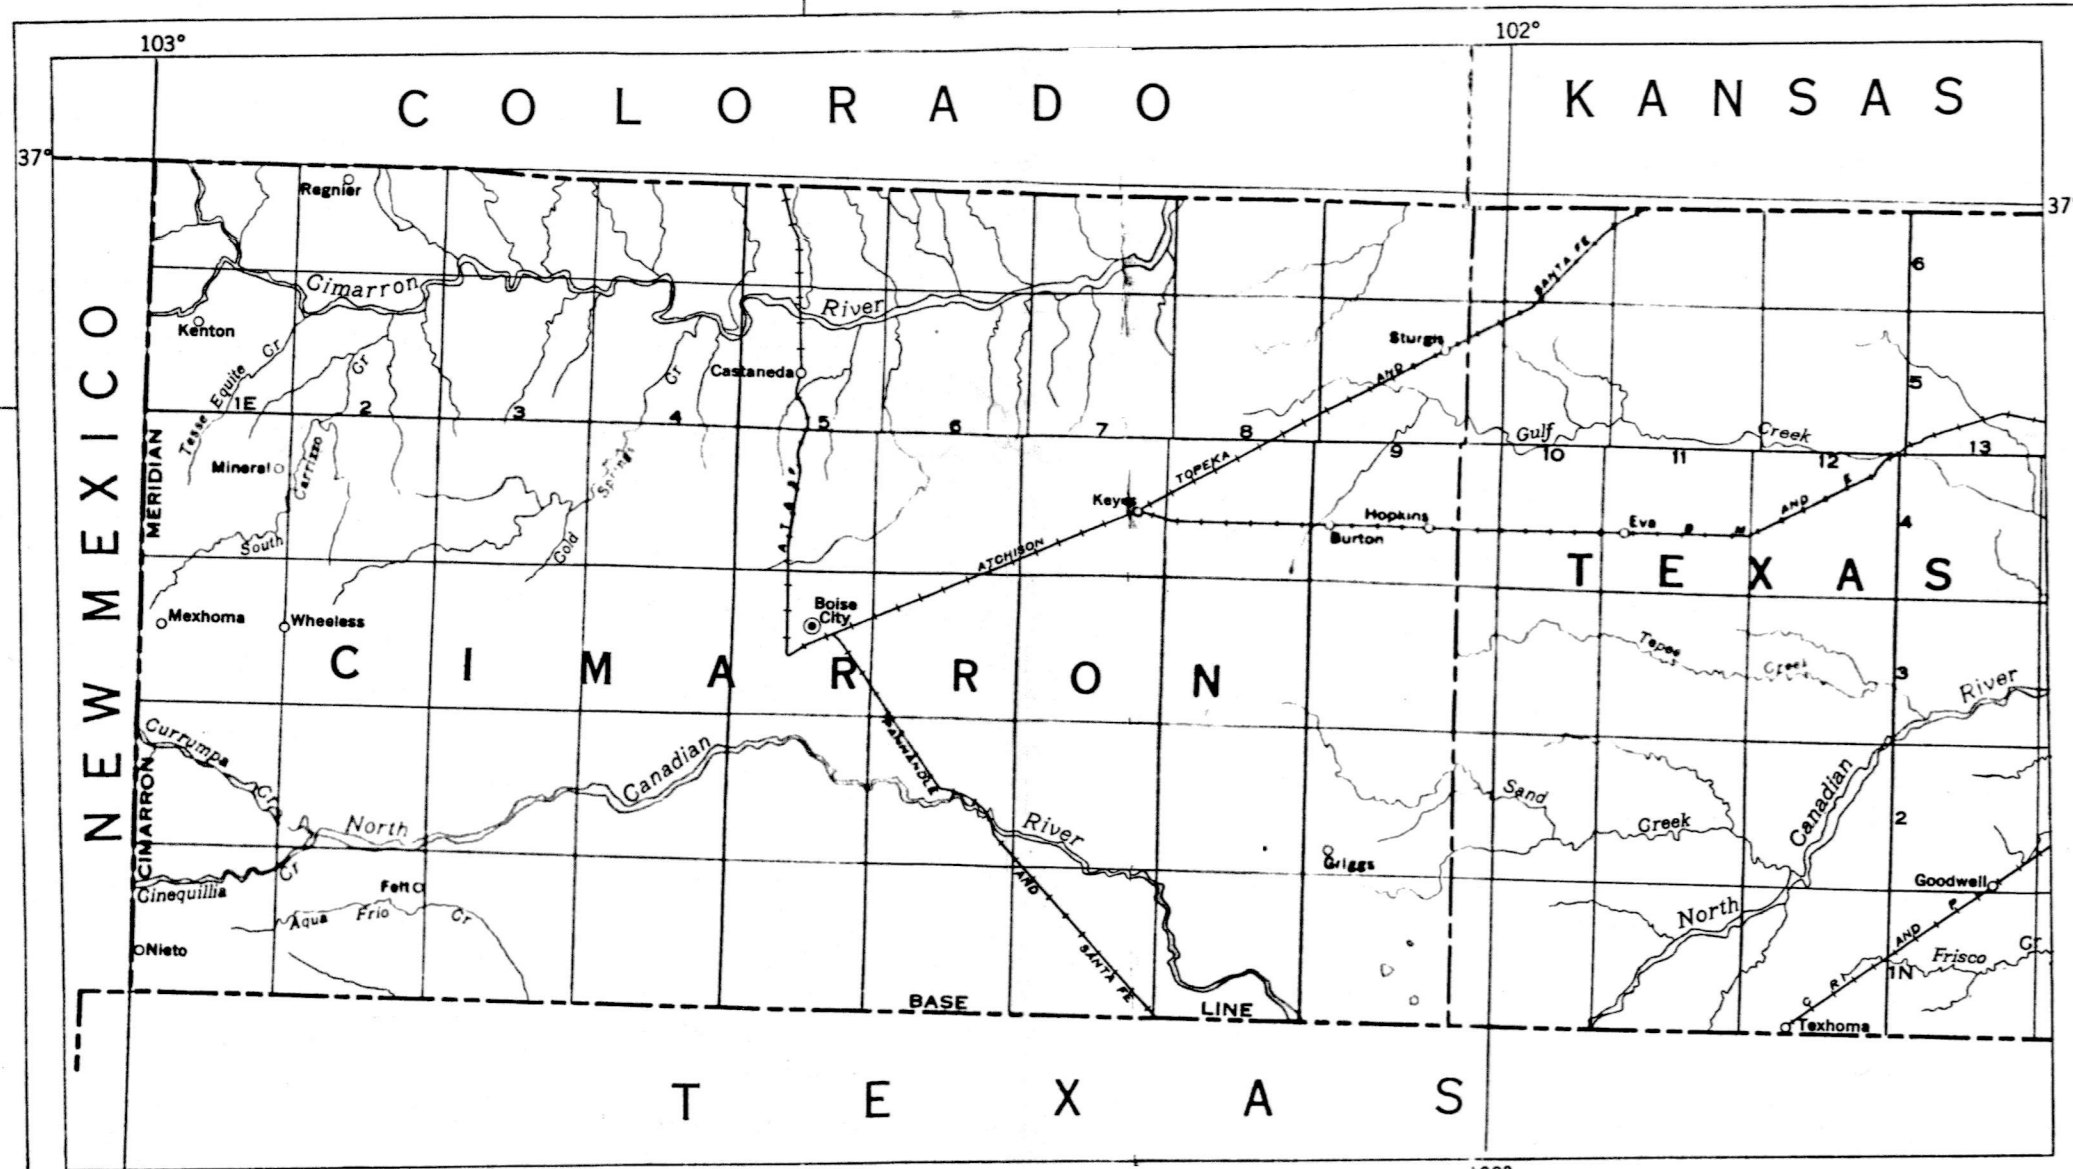 103°
102°
COLORADO
KANSAS
37°
37°
Regnier
SANTA FE
6
Cimarron
River
Kenton
Sturgis
NEW MEXICO
Tesse Equite Cr
Cr
Cr
Castaneda
AND
5
1E
2
3
4
5
6
7
8
9
10
11
12
13
Gulf
Creek
MERIDIAN
Mineral
Carrizo
Springs
TOPEKA
Keyes
AND
4
South
Cold
Hopkins
Eva
Burton
ATCHISON
TEXAS
Mexhoma
Wheeless
Boise
City
Tepee
Creek
CIMARRON
3
River
Currumpa
Cr
Canadian
PANHANDLE
Sand
Canadian
CIMARRON
North
River
Creek
2
Cinequillia
Cr
Griggs
Felt
AND
Goodwell
Aqua
Frio
Cr
North
AND
P
Nieto
SANTA FE
Frisco
Cr
1N
BASE
LINE
C
R
I
Texhoma
TEXAS